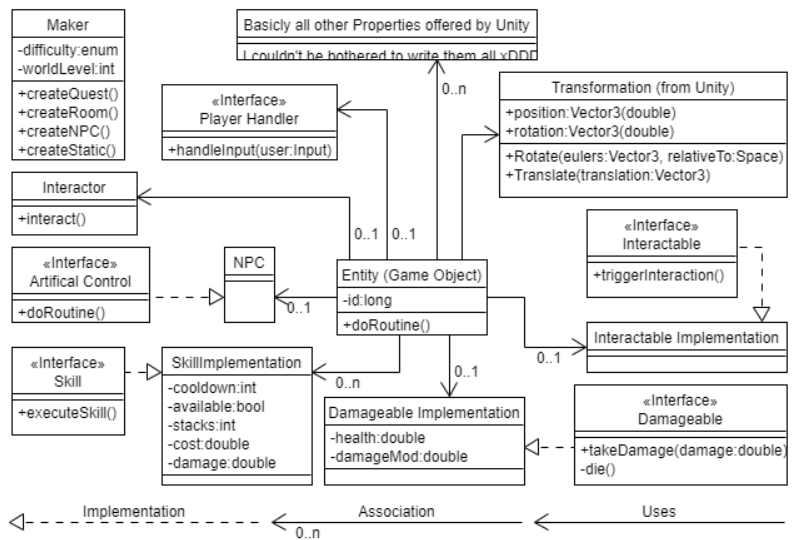 Maker
-difficulty:enum
-worldLevel:int
+createQuest()
+createRoom()
+createNPC()
+createStatic()
Basicly all other Properties offered by Unity
I couldn't be bothered to write them all xDDD
0..n
«Interface»
Player Handler
+handleInput(user:Input)
Transformation (from Unity)
+position:Vector3(double)
+rotation:Vector3(double)
+Rotate(eulers:Vector3, relativeTo:Space)
+Translate(translation:Vector3)
Interactor
+interact()
0..1
0..1
«Interface»
Interactable
+triggerInteraction()
«Interface»
Artifical Control
+doRoutine()
NPC
0..1
Entity (Game Object)
-id:long
+doRoutine()
Interactable Implementation
0..1
«Interface»
Skill
+executeSkill()
SkillImplementation
-cooldown:int
-available:bool
-stacks:int
-cost:double
-damage:double
0..n
0..1
Damageable Implementation
-health:double
-damageMod:double
«Interface»
Damageable
+takeDamage(damage:double)
-die()
Implementation
0..n
Association
Uses